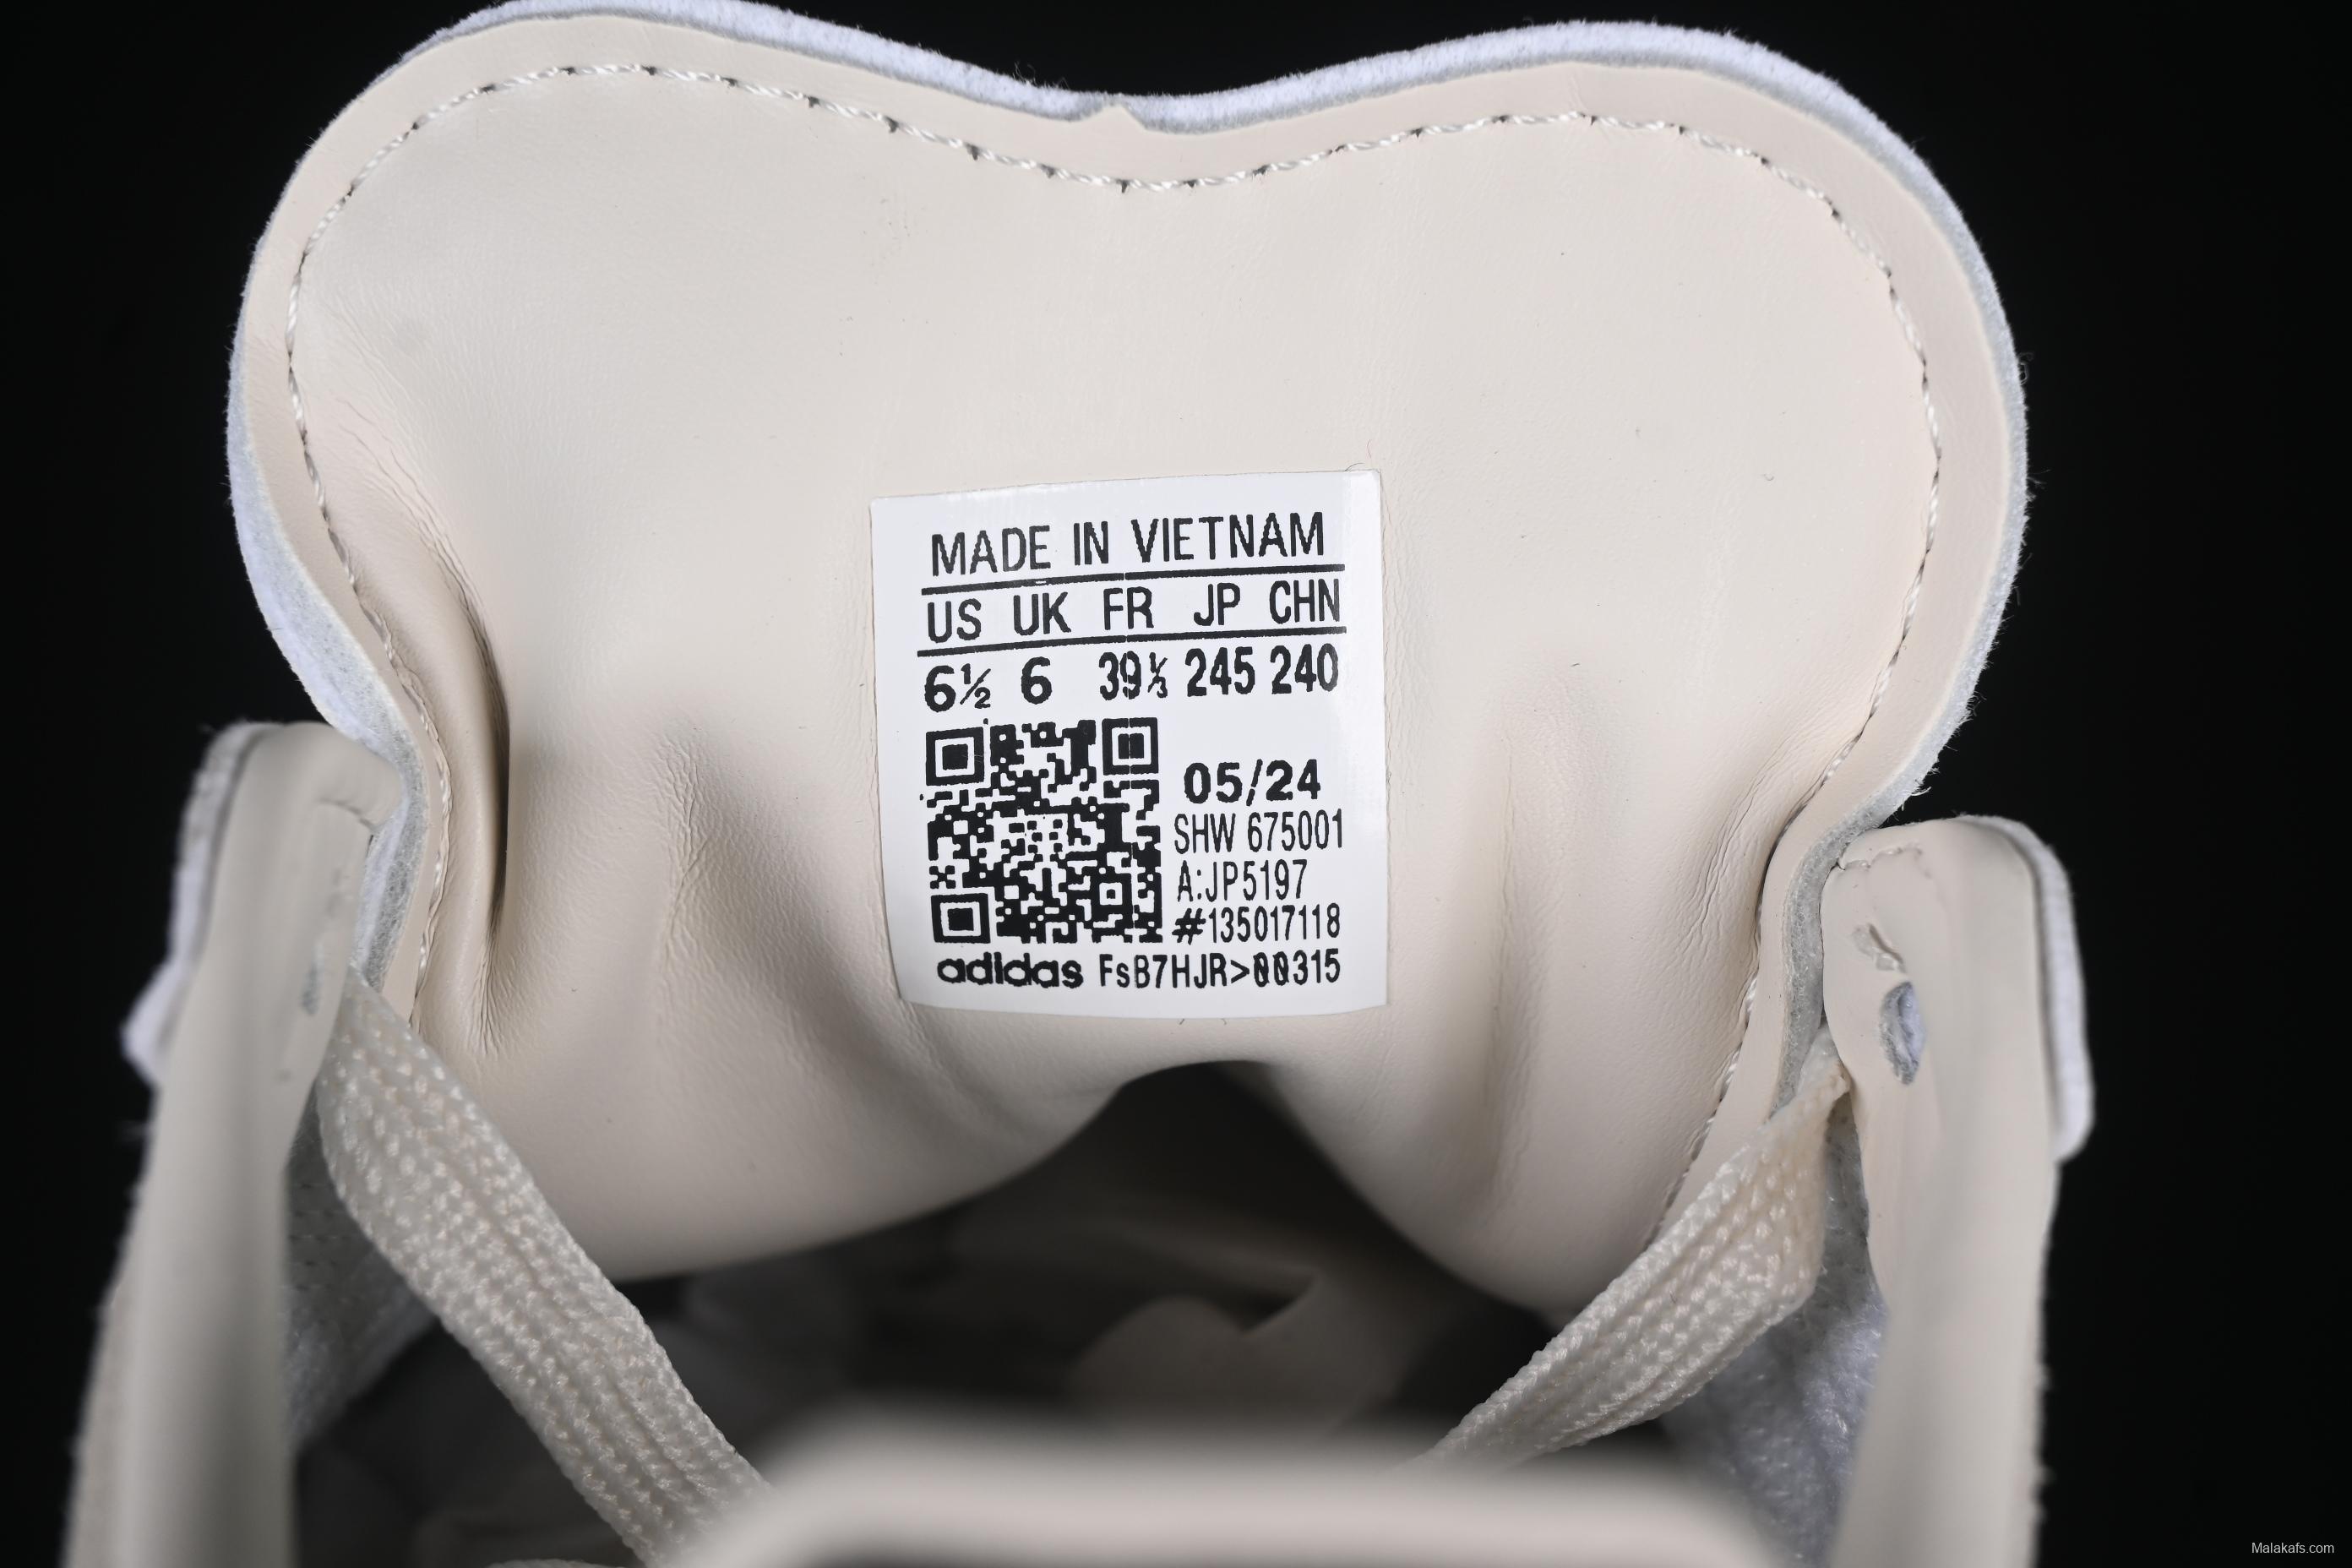 MADE IN VIETNAM
US UK FR JP CHN
6½ 6 39⅓ 245 240
05/24
SHW 675001
A:JP5197
#135017118
adidas FsB7HJR>00315
Malakafs.com